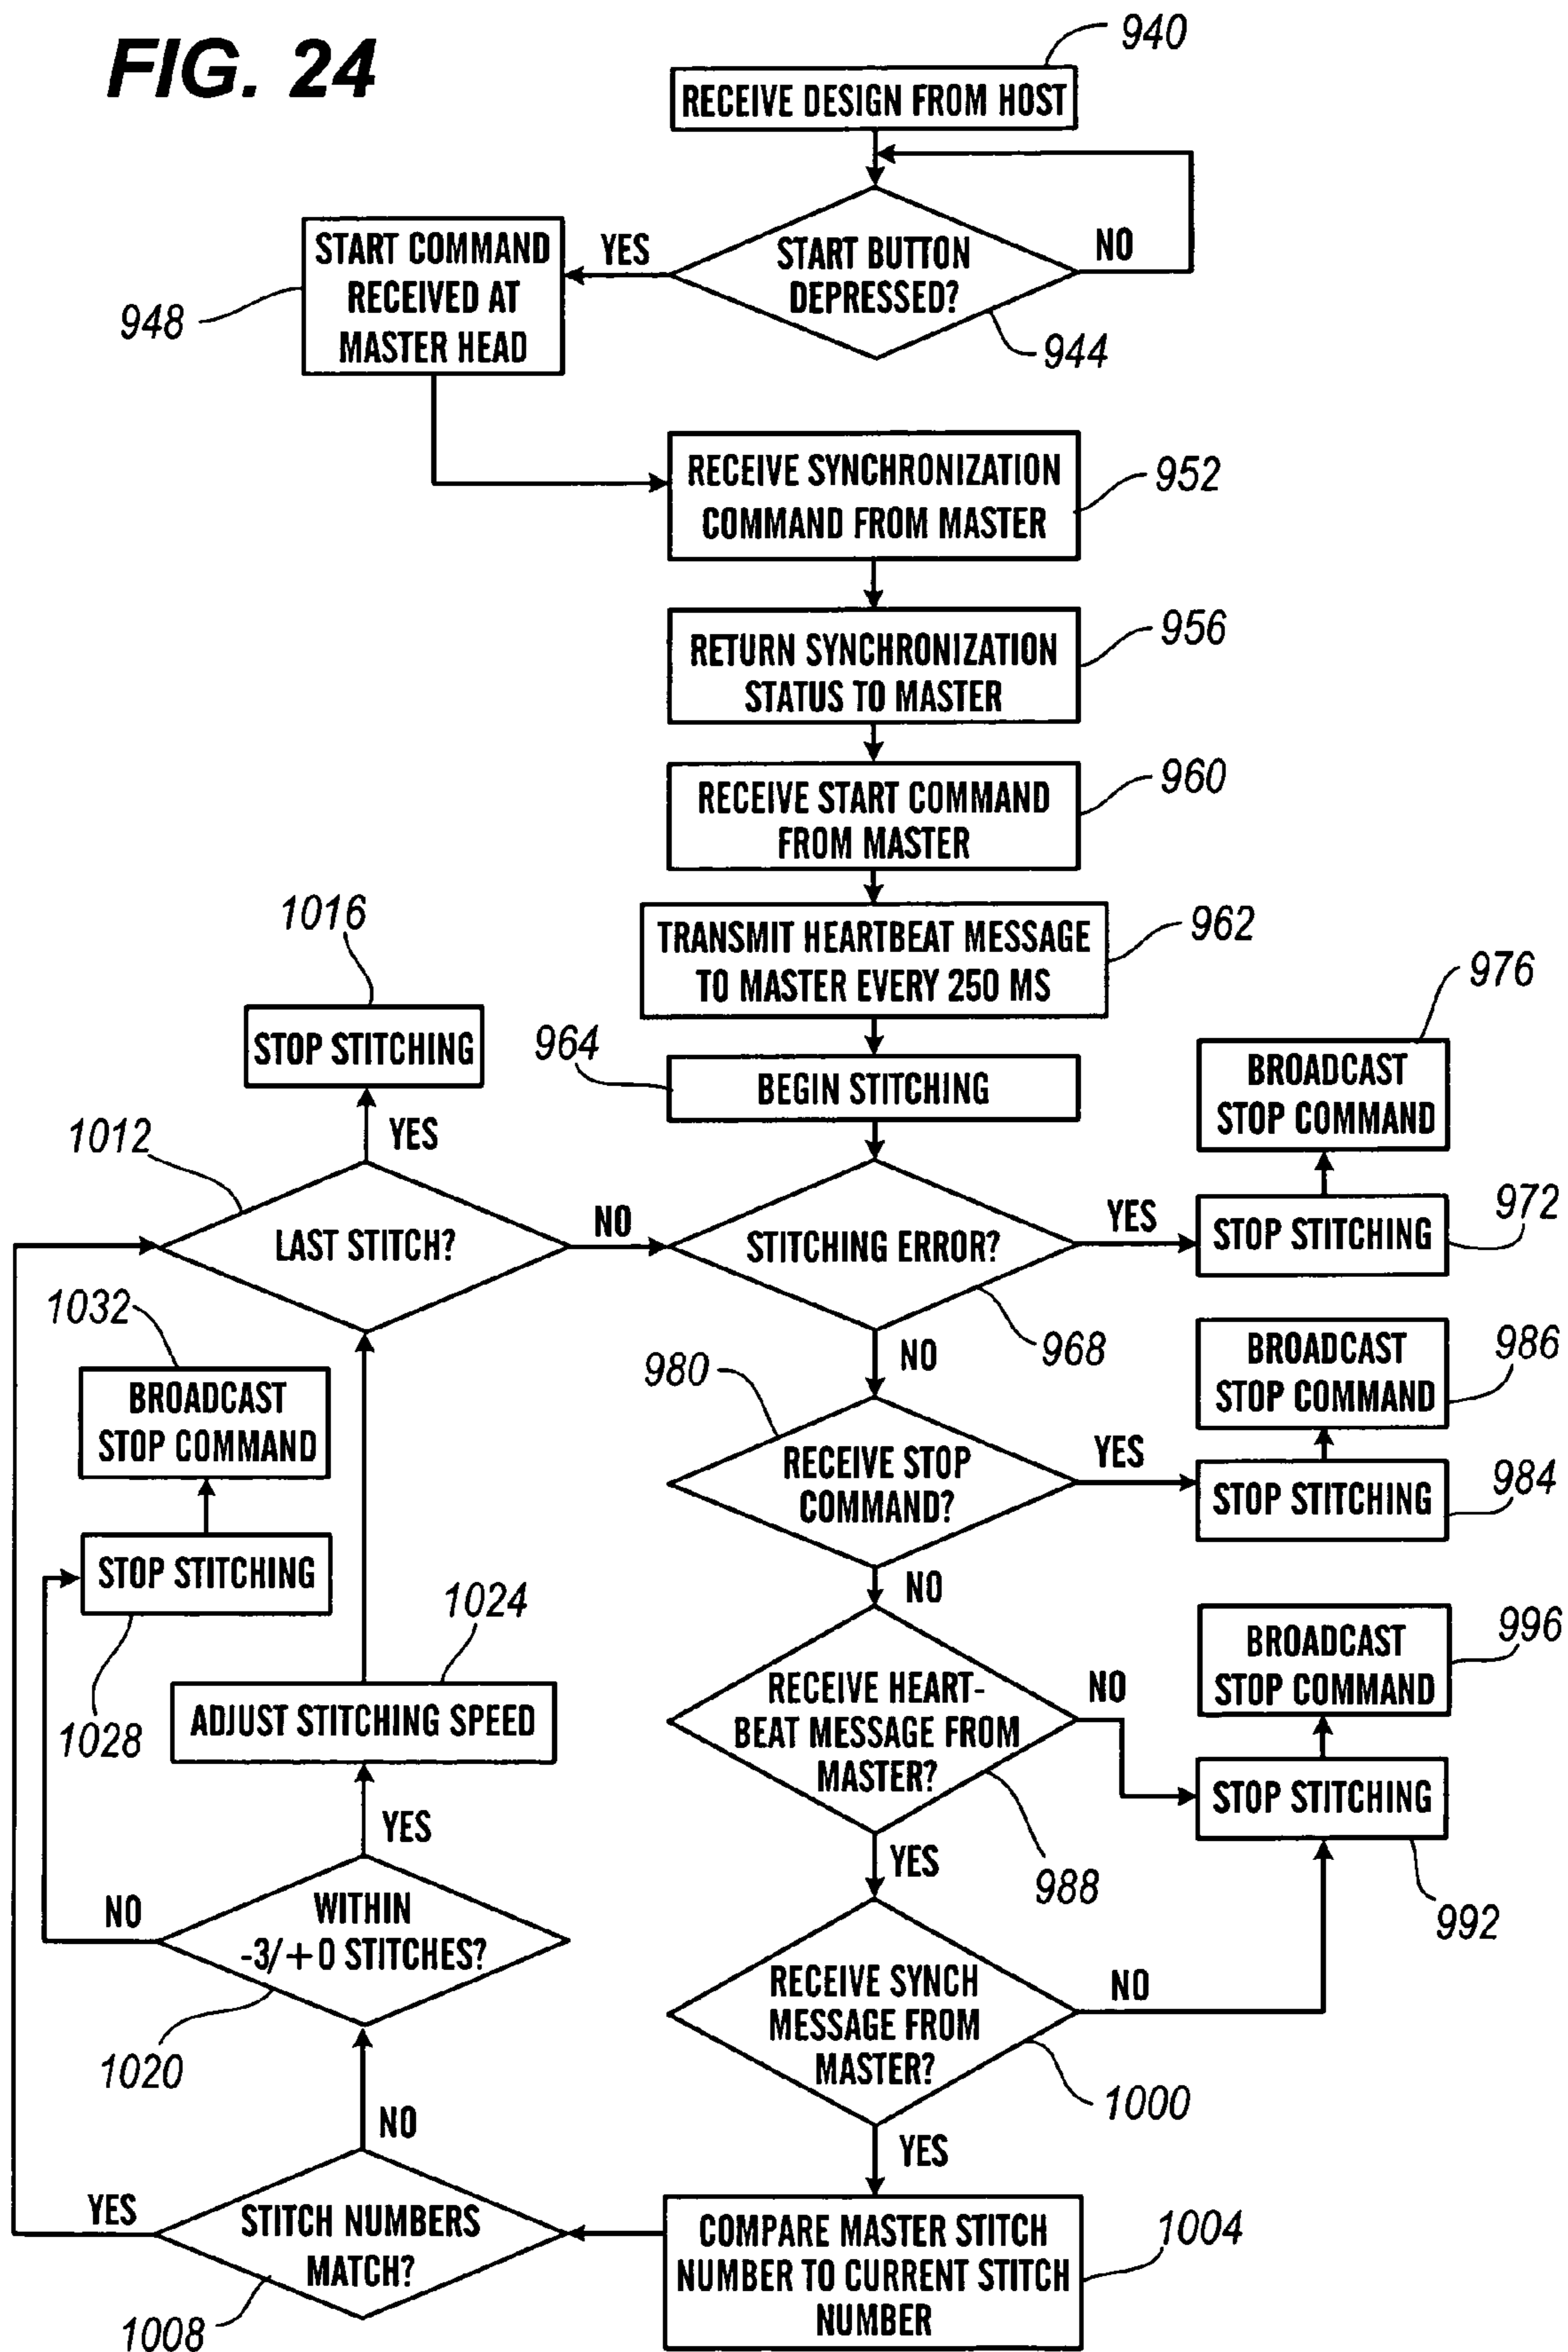 FIG. 24
940
RECEIVE DESIGN FROM HOST
START BUTTON
DEPRESSED?
NO
YES
944
START COMMAND
RECEIVED AT
MASTER HEAD
948
RECEIVE SYNCHRONIZATION
COMMAND FROM MASTER
952
RETURN SYNCHRONIZATION
STATUS TO MASTER
956
RECEIVE START COMMAND
FROM MASTER
960
TRANSMIT HEARTBEAT MESSAGE
TO MASTER EVERY 250 MS
962
BEGIN STITCHING
964
STITCHING ERROR?
968
YES
STOP STITCHING
972
BROADCAST
STOP COMMAND
976
NO
RECEIVE STOP
COMMAND?
980
YES
STOP STITCHING
984
BROADCAST
STOP COMMAND
986
NO
RECEIVE HEART-
BEAT MESSAGE FROM
MASTER?
988
NO
STOP STITCHING
992
BROADCAST
STOP COMMAND
996
YES
RECEIVE SYNCH
MESSAGE FROM
MASTER?
1000
NO
YES
COMPARE MASTER STITCH
NUMBER TO CURRENT STITCH
NUMBER
1004
STITCH NUMBERS
MATCH?
1008
YES
NO
WITHIN
-3/+0 STITCHES?
1020
NO
YES
ADJUST STITCHING SPEED
1024
STOP STITCHING
1028
BROADCAST
STOP COMMAND
1032
LAST STITCH?
1012
NO
YES
STOP STITCHING
1016